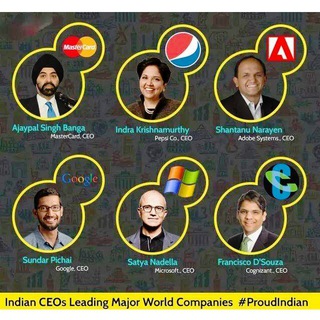 MasterCard
Ajaypal Singh Banga
MasterCard, CEO
Indra Krishnamurthy
Pepsi Co., CEO
Shantanu Narayen
Adobe Systems, CEO
Google
Sundar Pichai
Google, CEO
Satya Nadella
Microsoft, CEO
Francisco D'Souza
Cognizant, CEO
Indian CEOs Leading Major World Companies #ProudIndian